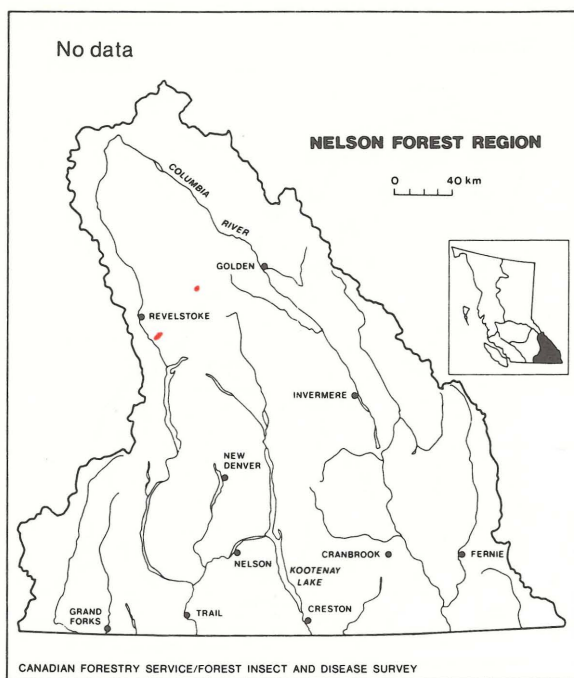 No data
NELSON FOREST REGION
0 40 km
COLUMBIA
RIVER
GOLDEN
REVELSTOKE
INVERMERE
NEW
DENVER
NELSON
CRANBROOK
FERNIE
KOOTENAY
LAKE
GRAND
FORKS
TRAIL
CRESTON
CANADIAN FORESTRY SERVICE/FOREST INSECT AND DISEASE SURVEY